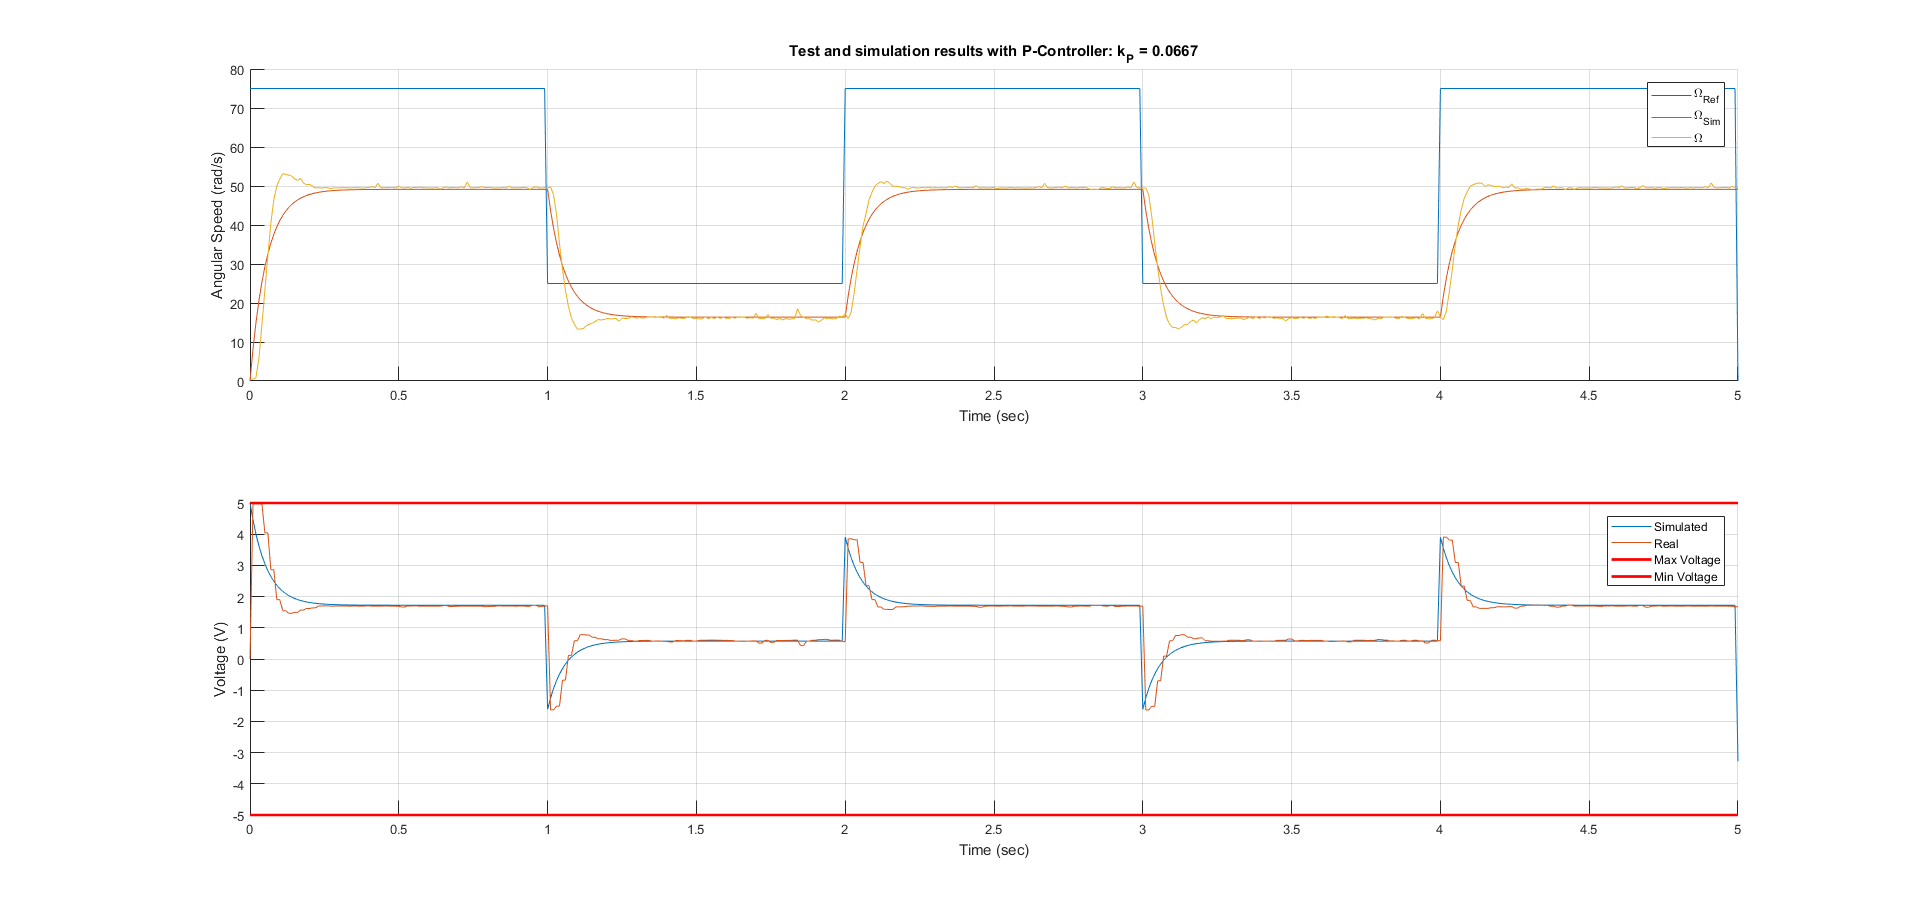 Test and simulation results with P-Controller: kP = 0.0667
80
70
60
50
40
30
20
10
0
Angular Speed (rad/s)
ΩRef
ΩSim
Ω
0 0.5 1 1.5 2 2.5 3 3.5 4 4.5 5
Time (sec)
5
4
3
2
1
0
-1
-2
-3
-4
-5
Voltage (V)
Simulated
Real
Max Voltage
Min Voltage
0 0.5 1 1.5 2 2.5 3 3.5 4 4.5 5
Time (sec)